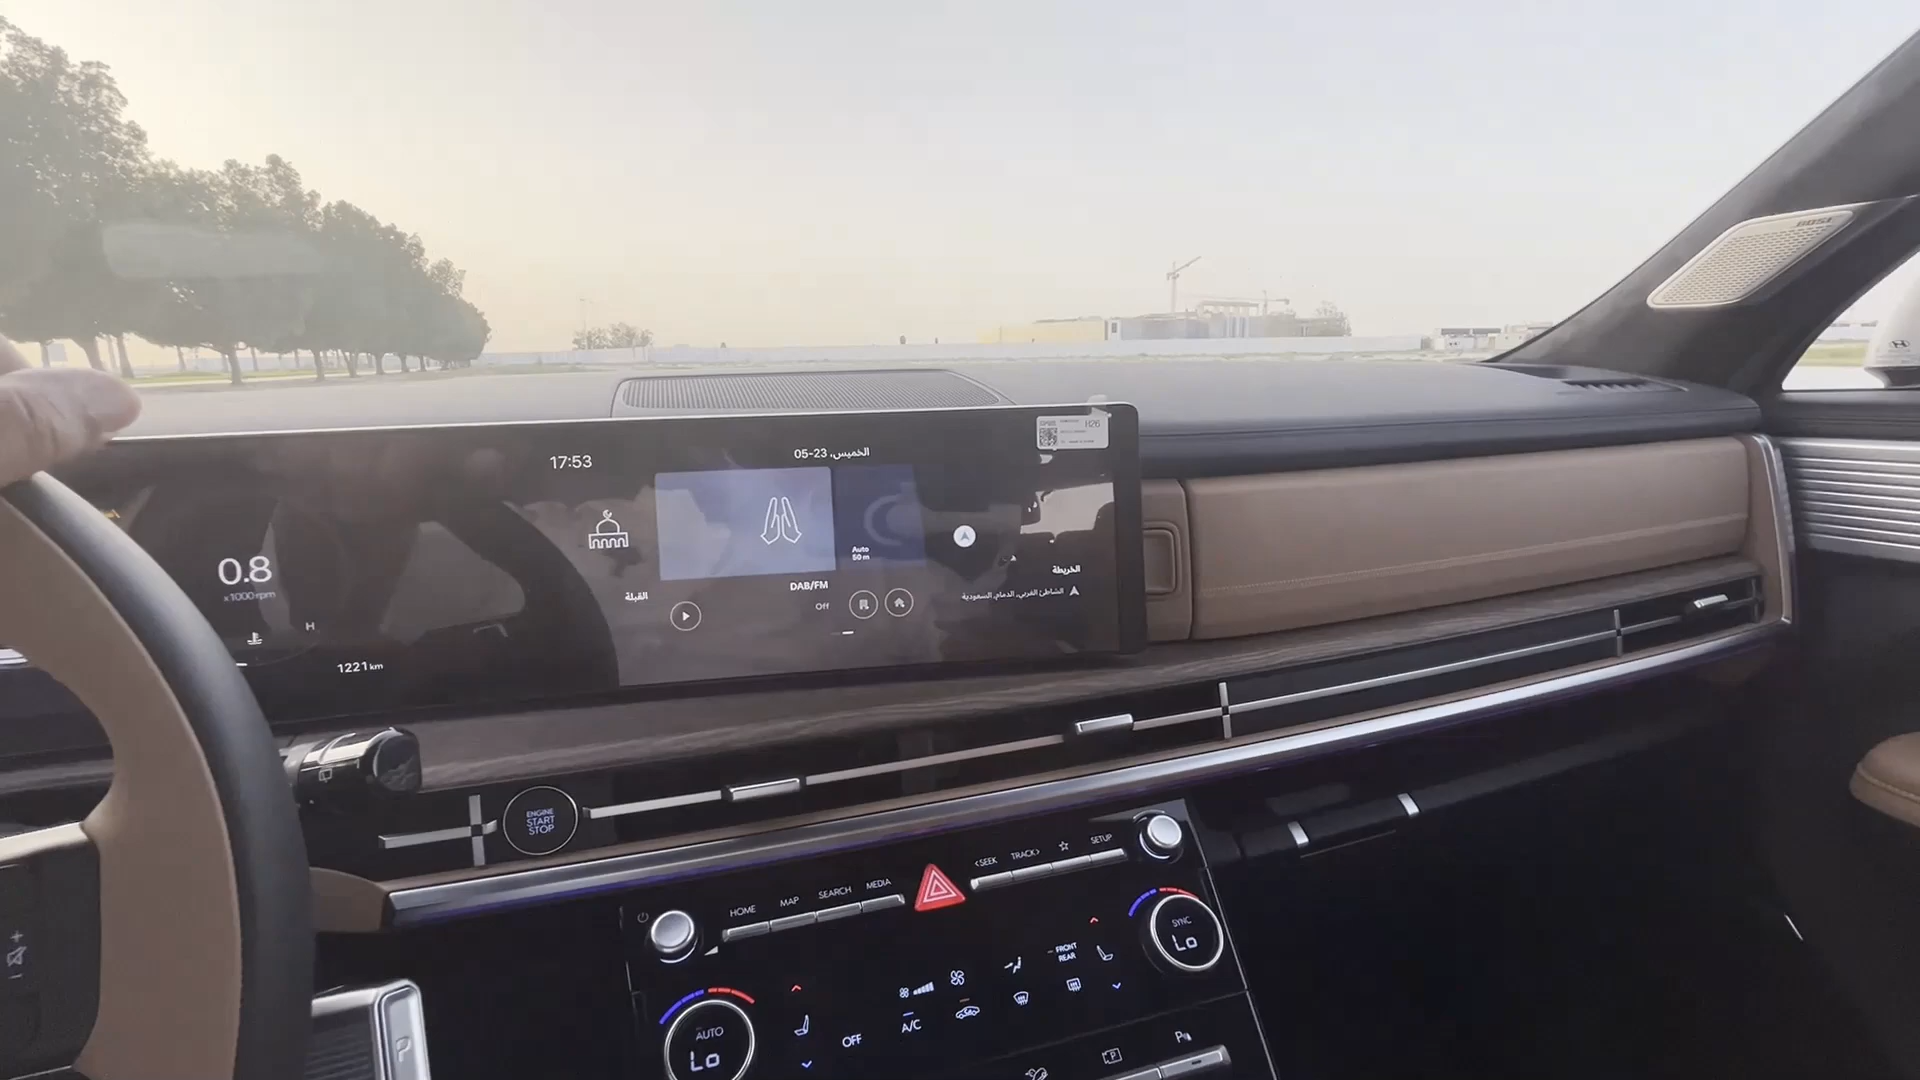 BOSE
H26
17:53
الخميس، 23-05
0.8
x1000 rpm
H
1221 km
القبلة
Auto
50 m
DAB/FM
Off
الخريطة
الشاطئ الغربي, الدمام, السعودية
ENGINE
START
STOP
HOME
MAP
SEARCH
MEDIA
<SEEK
TRACK>
SETUP
SYNC
Lo
FRONT
REAR
AUTO
Lo
OFF
A/C
P
P